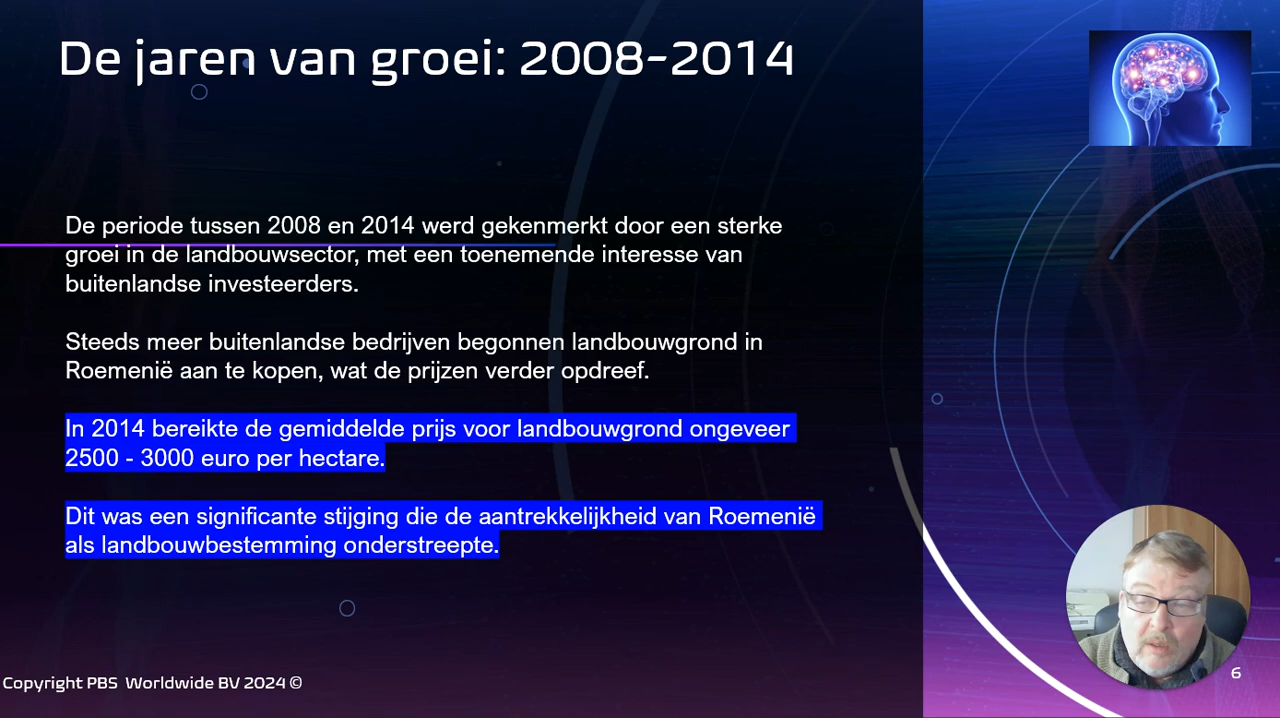 De jaren van groei: 2008-2014
De periode tussen 2008 en 2014 werd gekenmerkt door een sterke
groei in de landbouwsector, met een toenemende interesse van
buitenlandse investeerders.
Steeds meer buitenlandse bedrijven begonnen landbouwgrond in
Roemenië aan te kopen, wat de prijzen verder opdreef.
In 2014 bereikte de gemiddelde prijs voor landbouwgrond ongeveer
2500 - 3000 euro per hectare.
Dit was een significante stijging die de aantrekkelijkheid van Roemenië
als landbouwbestemming onderstreepte.
Copyright PBS Worldwide BV 2024 ©
6